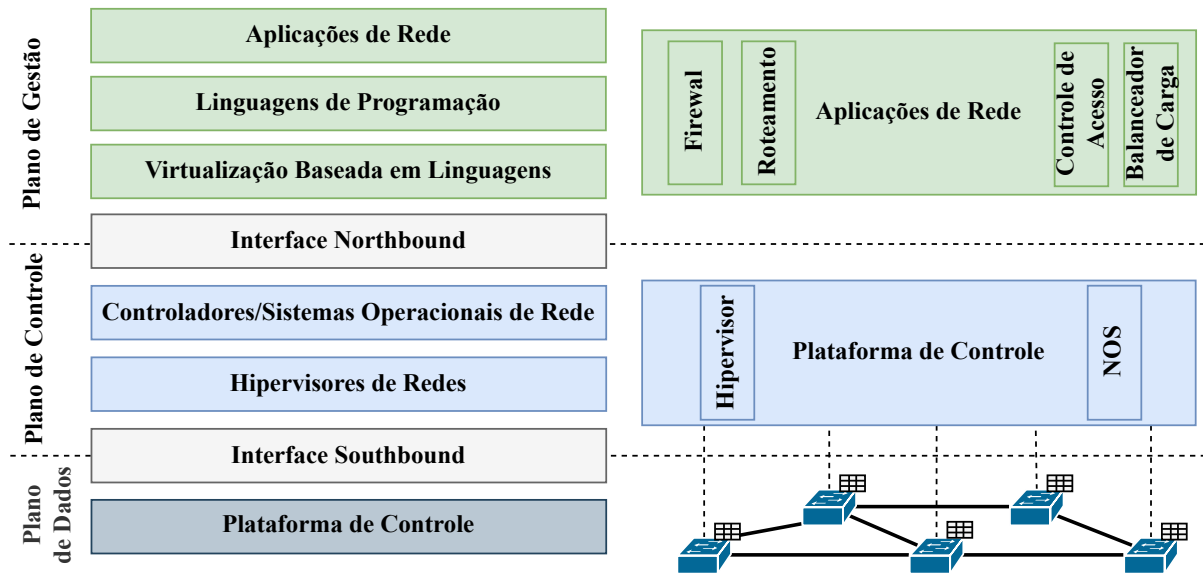 Plano de Gestão
Aplicações de Rede
Linguagens de Programação
Virtualização Baseada em Linguagens
Interface Northbound
Plano de Controle
Controladores/Sistemas Operacionais de Rede
Hipervisores de Redes
Interface Southbound
Plano
de Dados
Plataforma de Controle
Firewal
Roteamento
Aplicações de Rede
Controle de
Acesso
Balanceador
de Carga
Hipervisor
Plataforma de Controle
NOS